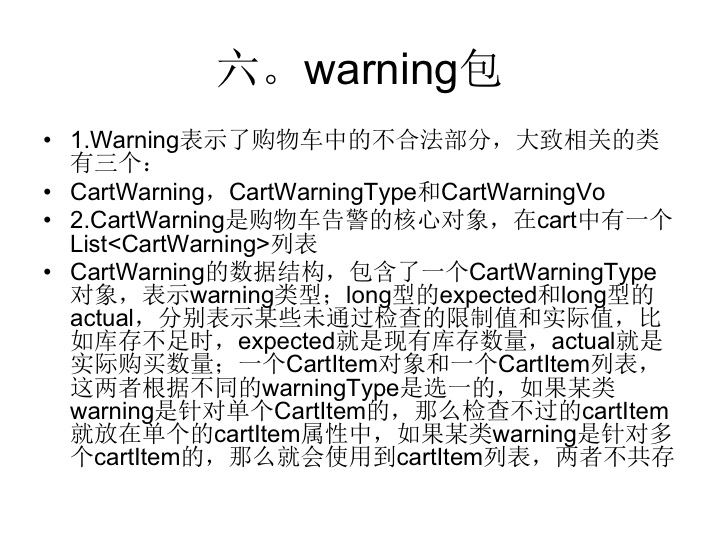 六。warning包
• 1.Warning表示了购物车中的不合法部分，大致相关的类
有三个：
• CartWarning，CartWarningType和CartWarningVo
• 2.CartWarning是购物车告警的核心对象，在cart中有一个
List<CartWarning>列表
• CartWarning的数据结构，包含了一个CartWarningType
对象，表示warning类型；long型的expected和long型的
actual，分别表示某些未通过检查的限制值和实际值，比
如库存不足时，expected就是现有库存数量，actual就是
实际购买数量；一个CartItem对象和一个CartItem列表，
这两者根据不同的warningType是选一的，如果某类
warning是针对单个CartItem的，那么检查不过的cartItem
就放在单个的cartItem属性中，如果某类warning是针对多
个cartItem的，那么就会使用到cartItem列表，两者不共存